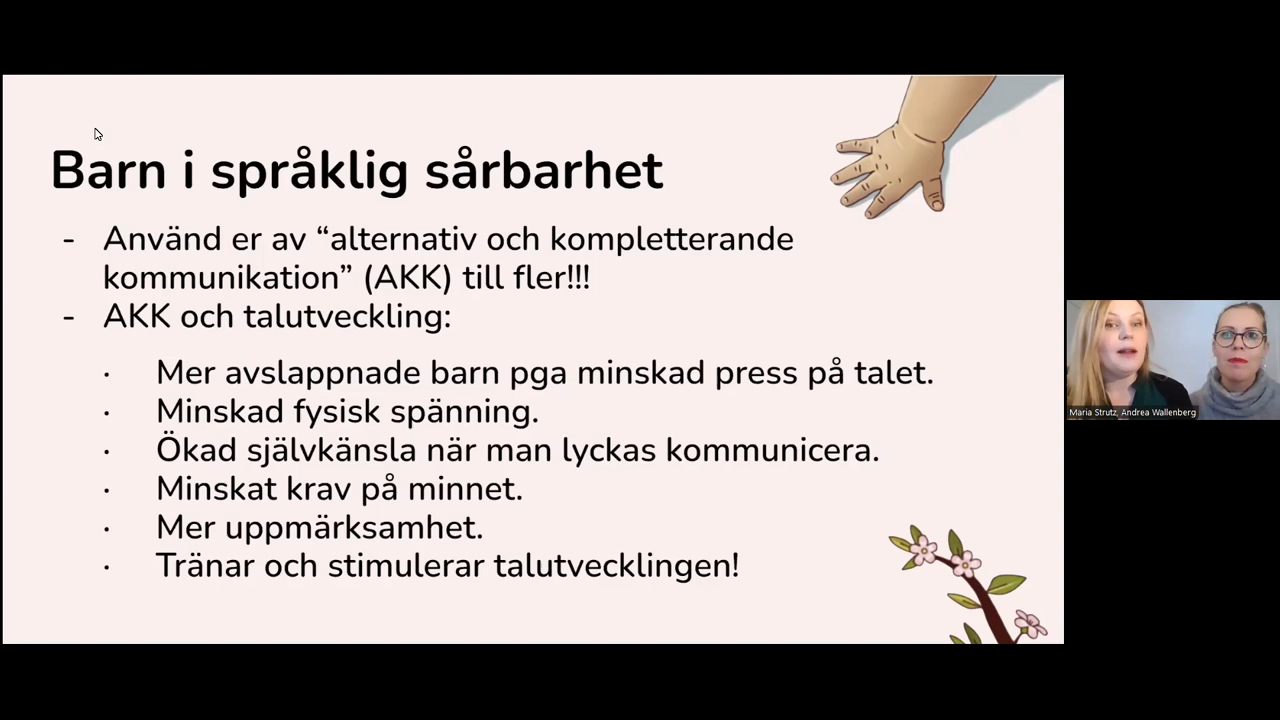 Barn i språklig sårbarhet
- Använd er av “alternativ och kompletterande
kommunikation” (AKK) till fler!!!
- AKK och talutveckling:
· Mer avslappnade barn pga minskad press på talet.
· Minskad fysisk spänning.
· Ökad självkänsla när man lyckas kommunicera.
· Minskat krav på minnet.
· Mer uppmärksamhet.
· Tränar och stimulerar talutvecklingen!
Maria Strutz, Andrea Wallenberg